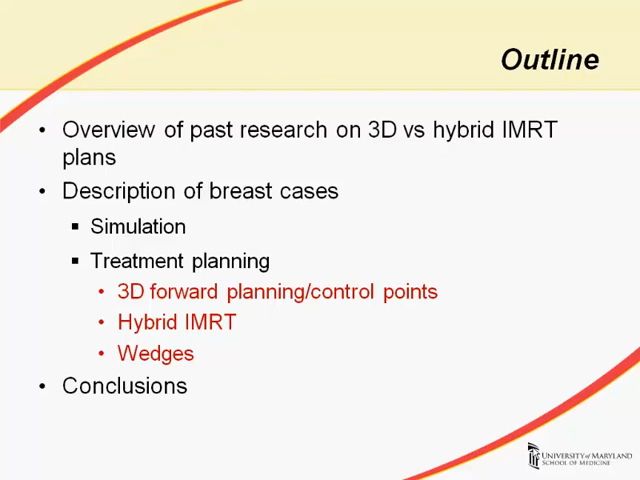 Outline
• Overview of past research on 3D vs hybrid IMRT
plans
• Description of breast cases
▪ Simulation
▪ Treatment planning
• 3D forward planning/control points
• Hybrid IMRT
• Wedges
• Conclusions
UNIVERSITY of MARYLAND
SCHOOL OF MEDICINE